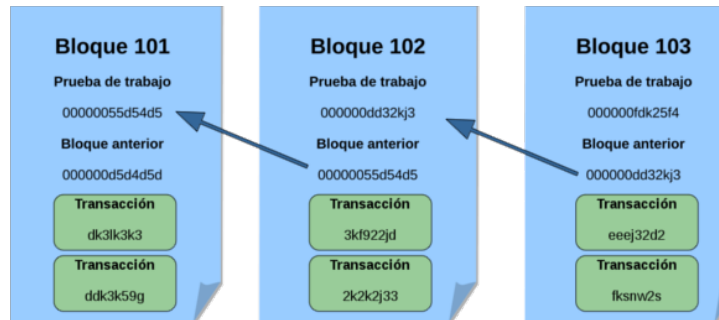 Bloque 101
Prueba de trabajo
00000055d54d5
Bloque anterior
000000d5d4d5d
Transacción
dk3lk3k3
Transacción
ddk3k59g
Bloque 102
Prueba de trabajo
000000dd32kj3
Bloque anterior
00000055d54d5
Transacción
3kf922jd
Transacción
2k2k2j33
Bloque 103
Prueba de trabajo
000000fdk25f4
Bloque anterior
000000dd32kj3
Transacción
eeej32d2
Transacción
fksnw2s